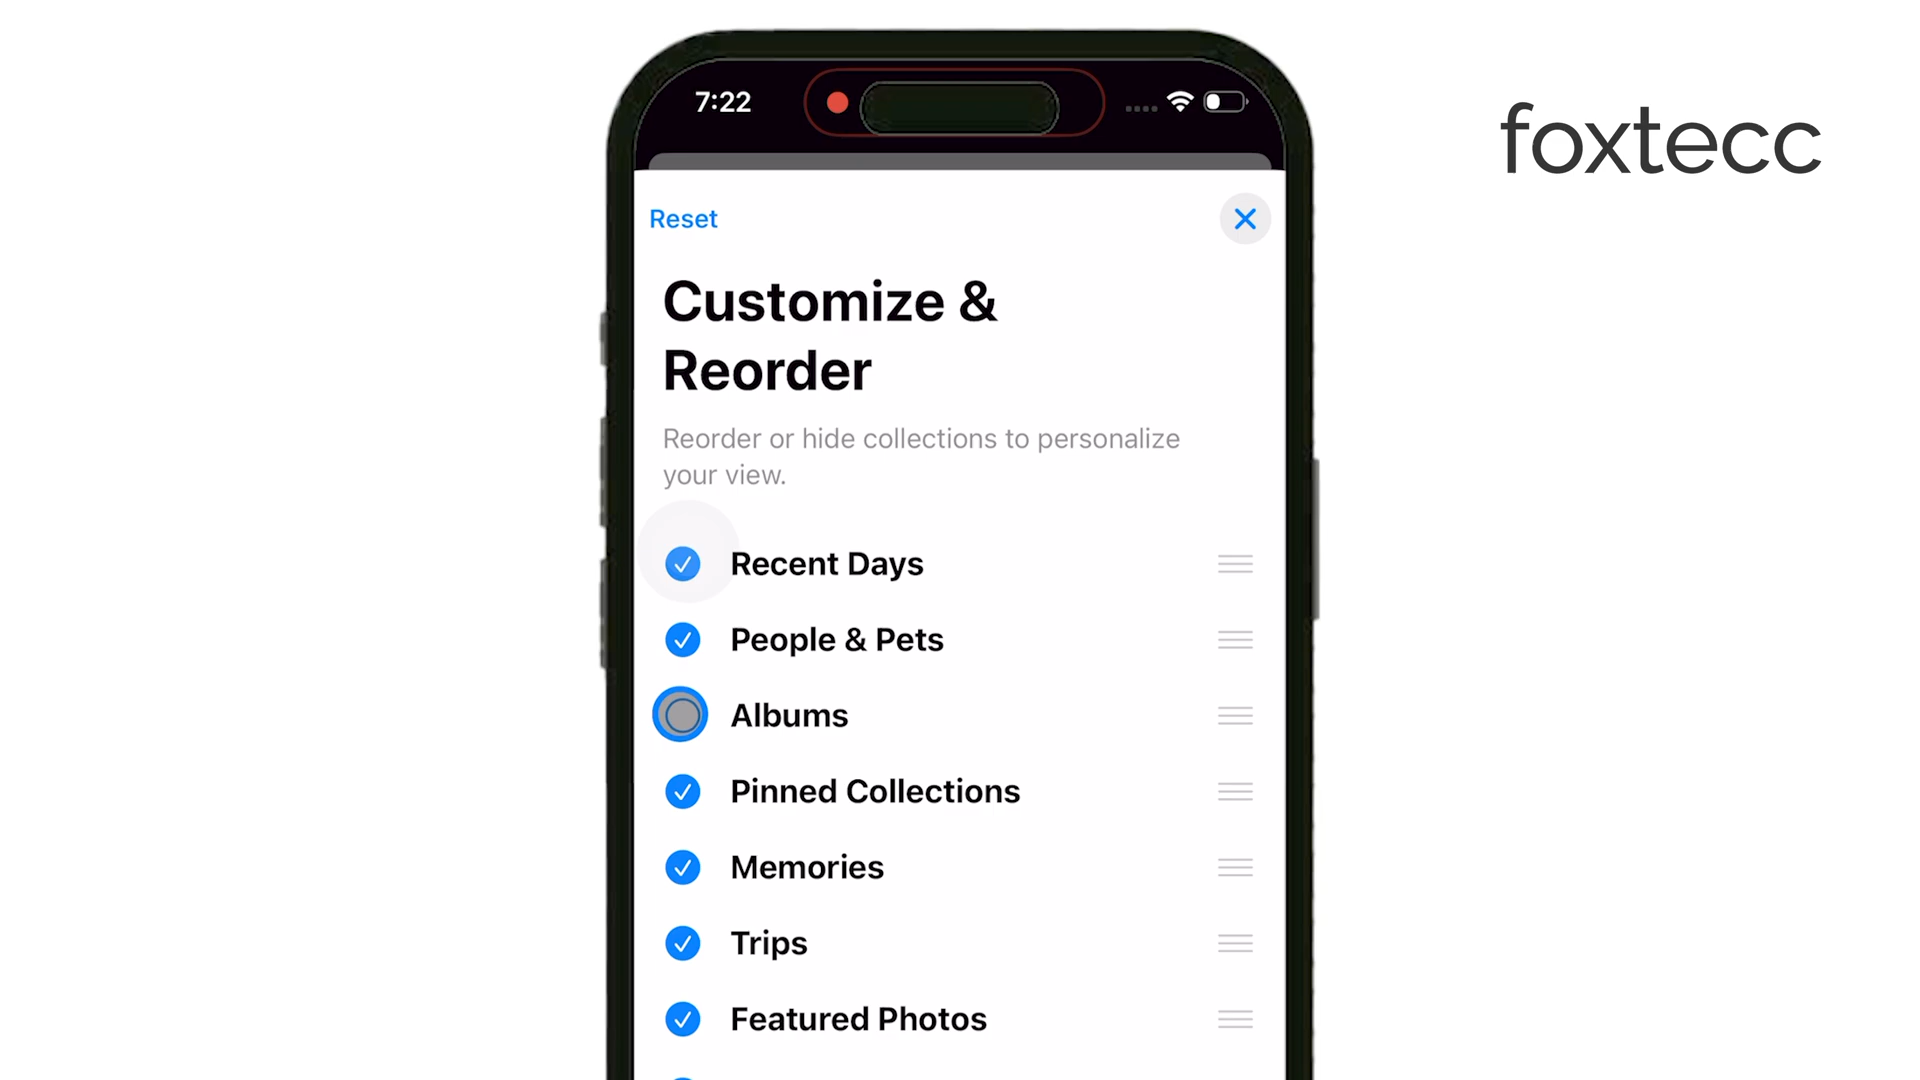 7:22
foxtecc
Reset
Customize &
Reorder
Reorder or hide collections to personalize
your view.
Recent Days
People & Pets
Albums
Pinned Collections
Memories
Trips
Featured Photos